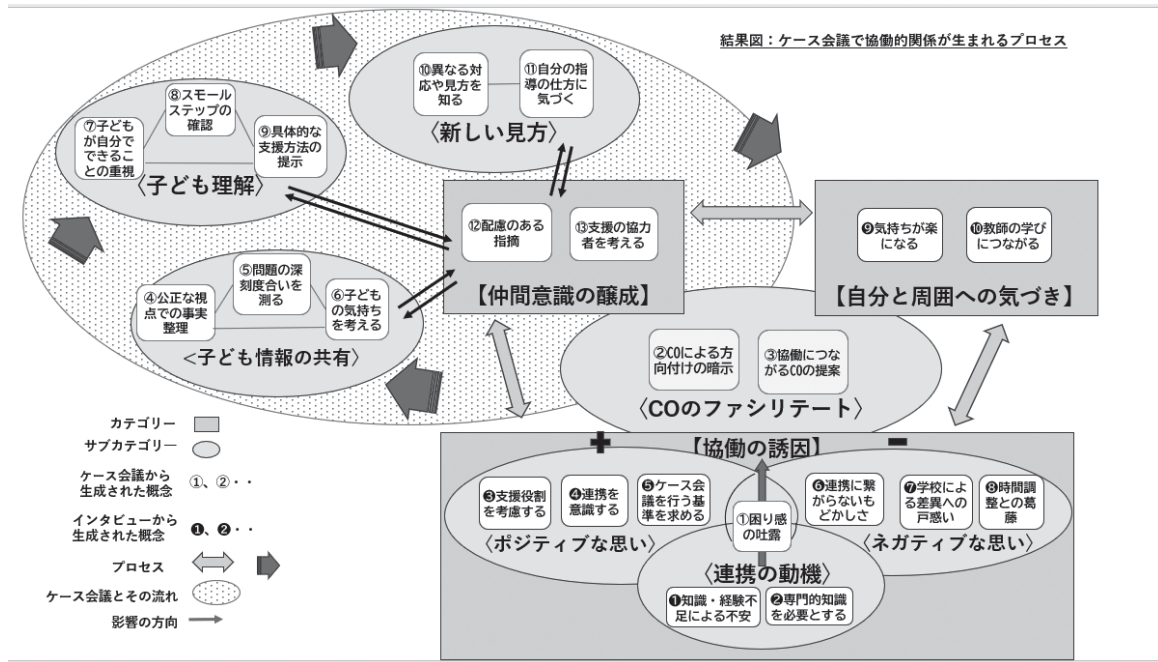 結果図：ケース会議で協働的関係が生まれるプロセス
⑩異なる対
応や見方を
知る
⑪自分の指
導の仕方に
気づく
〈新しい見方〉
⑧スモール
ステップの
確認
⑦子ども
が自分で
できるこ
との重視
⑨具体的な
支援方法の
提示
〈子ども理解〉
⑫配慮のある
指摘
⑬支援の協力
者を考える
【仲間意識の醸成】
❾気持ちが楽
になる
❿教師の学び
につながる
【自分と周囲への気づき】
⑤問題の深
刻度合いを
測る
④公正な視
点での事実
整理
⑥子ども
の気持ち
を考える
<子ども情報の共有〉
②COによる方
向付けの暗示
③協働につな
がるCOの提案
〈COのファシリテート〉
カテゴリー
サブカテゴリー
ケース会議から
生成された概念
①、②・・
インタビューから
生成された概念
❶、❷・・
プロセス
ケース会議とその流れ
影響の方向
+
【協働の誘因】
−
❸支援役割
を考慮する
❹連携を
意識する
❺ケース会
議を行う基
準を求める
〈ポジティブな思い〉
①困り感
の吐露
❻連携に繋
がらないも
どかしさ
❼学校によ
る差異への
戸惑い
❽時間調
整との葛
藤
〈ネガティブな思い〉
〈連携の動機〉
❶知識・経験不
足による不安
❷専門的知識
を必要とする